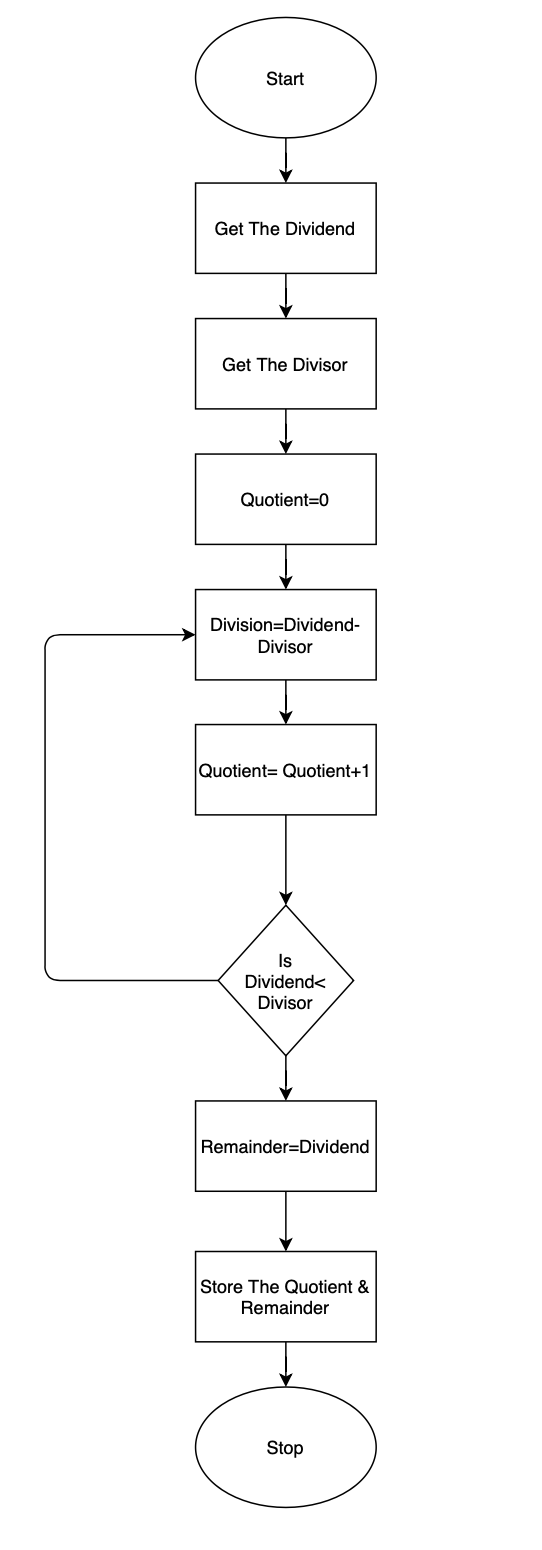 Start
Get The Dividend
Get The Divisor
Quotient=0
Division=Dividend-
Divisor
Quotient= Quotient+1
Is
Dividend<
Divisor
Remainder=Dividend
Store The Quotient &
Remainder
Stop